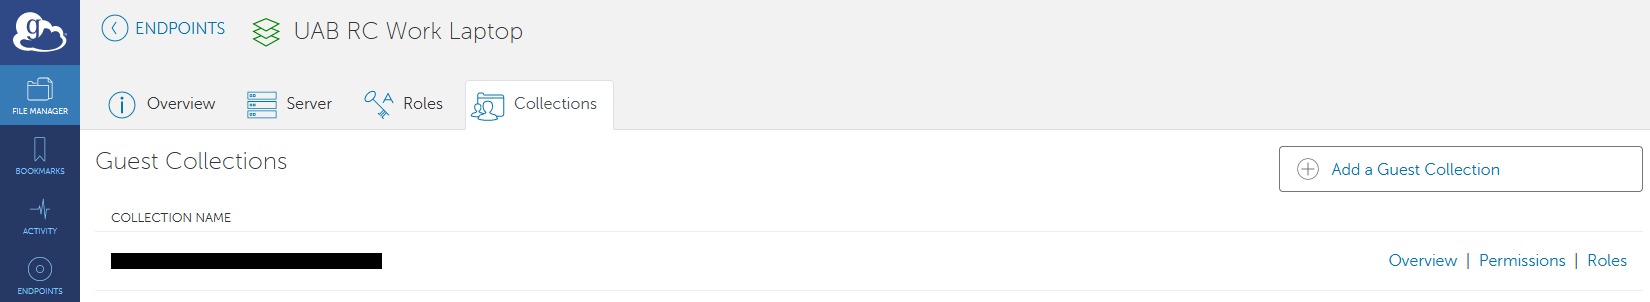 g
ENDPOINTS
UAB RC Work Laptop
FILE MANAGER
BOOKMARKS
ACTIVITY
ENDPOINTS
Overview
Server
Roles
Collections
Guest Collections
Add a Guest Collection
COLLECTION NAME
Overview | Permissions | Roles